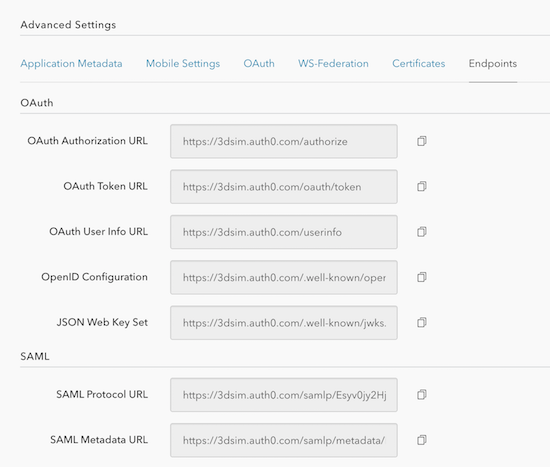 Advanced Settings
Application Metadata Mobile Settings OAuth WS-Federation Certificates Endpoints
OAuth
OAuth Authorization URL https://3dsim.auth0.com/authorize
OAuth Token URL https://3dsim.auth0.com/oauth/token
OAuth User Info URL https://3dsim.auth0.com/userinfo
OpenID Configuration https://3dsim.auth0.com/.well-known/oper
JSON Web Key Set https://3dsim.auth0.com/.well-known/jwks.
SAML
SAML Protocol URL https://3dsim.auth0.com/samlp/Esyv0jy2Hj
SAML Metadata URL https://3dsim.auth0.com/samlp/metadata/